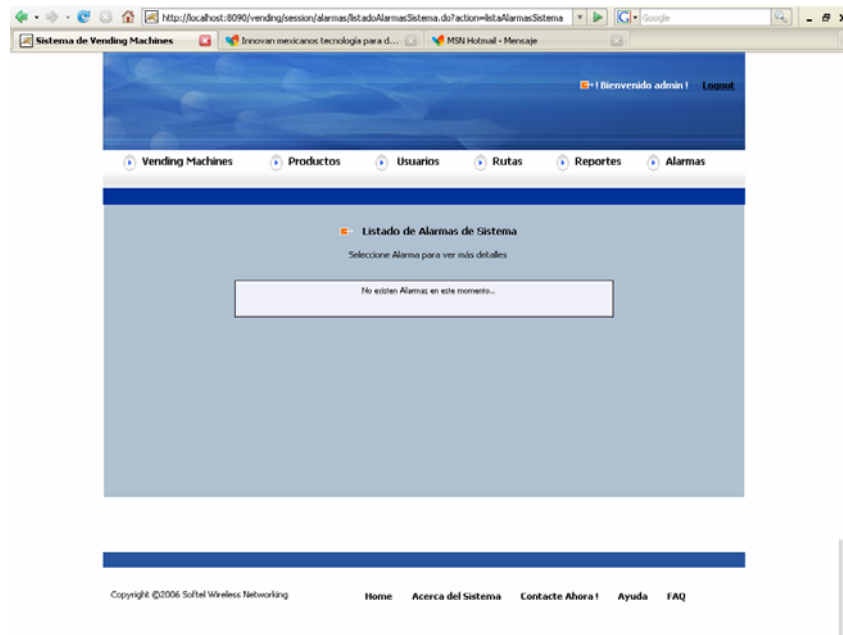 http://localhost:8090/vending/session/alarmas/listadoAlarmasSistema.do?action=listaAlarmasSistema
Google
Sistema de Vending Machines
Innovan mexicanos tecnología para d...
MSN Hotmail - Mensaje
! Bienvenido admin !
Logout
Vending Machines
Productos
Usuarios
Rutas
Reportes
Alarmas
Listado de Alarmas de Sistema
Seleccione Alarma para ver más detalles
No existen Alarmas en este momento...
Copyright ©2006 Softel Wireless Networking
Home
Acerca del Sistema
Contacte Ahora !
Ayuda
FAQ